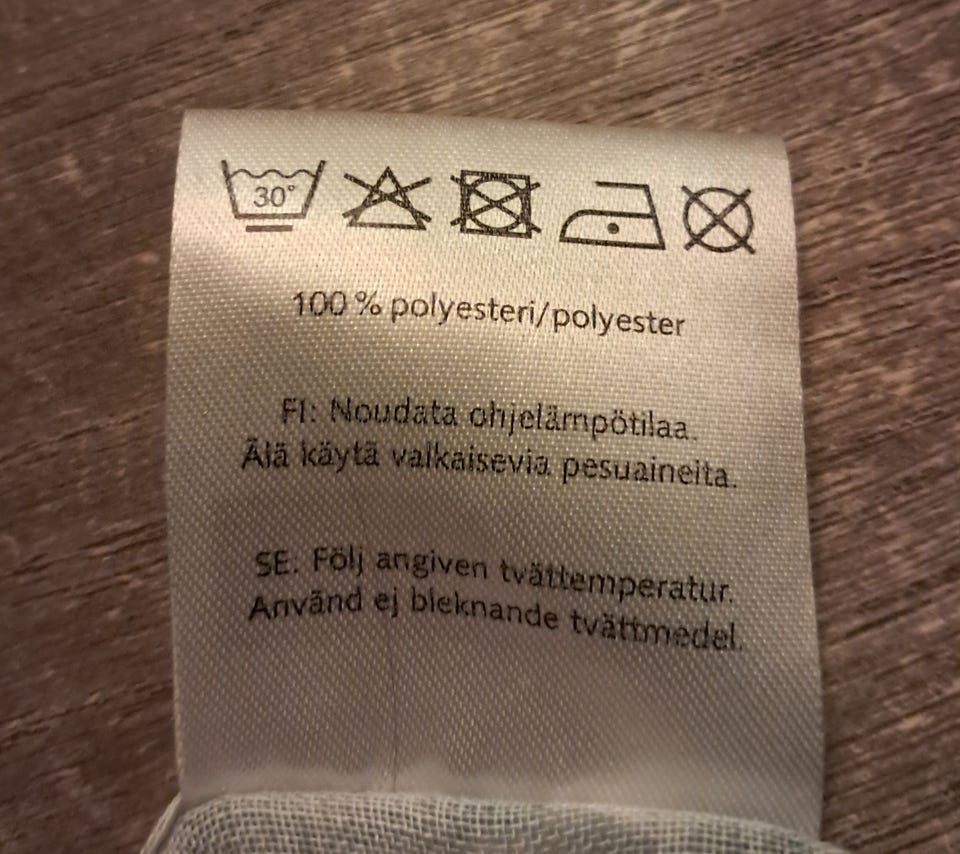 30°
100 % polyesteri/polyester
FI: Noudata ohjelämpötilaa.
Älä käytä valkaisevia pesuaineita.
SE: Följ angiven tvättemperatur.
Använd ej bleknande tvättmedel.